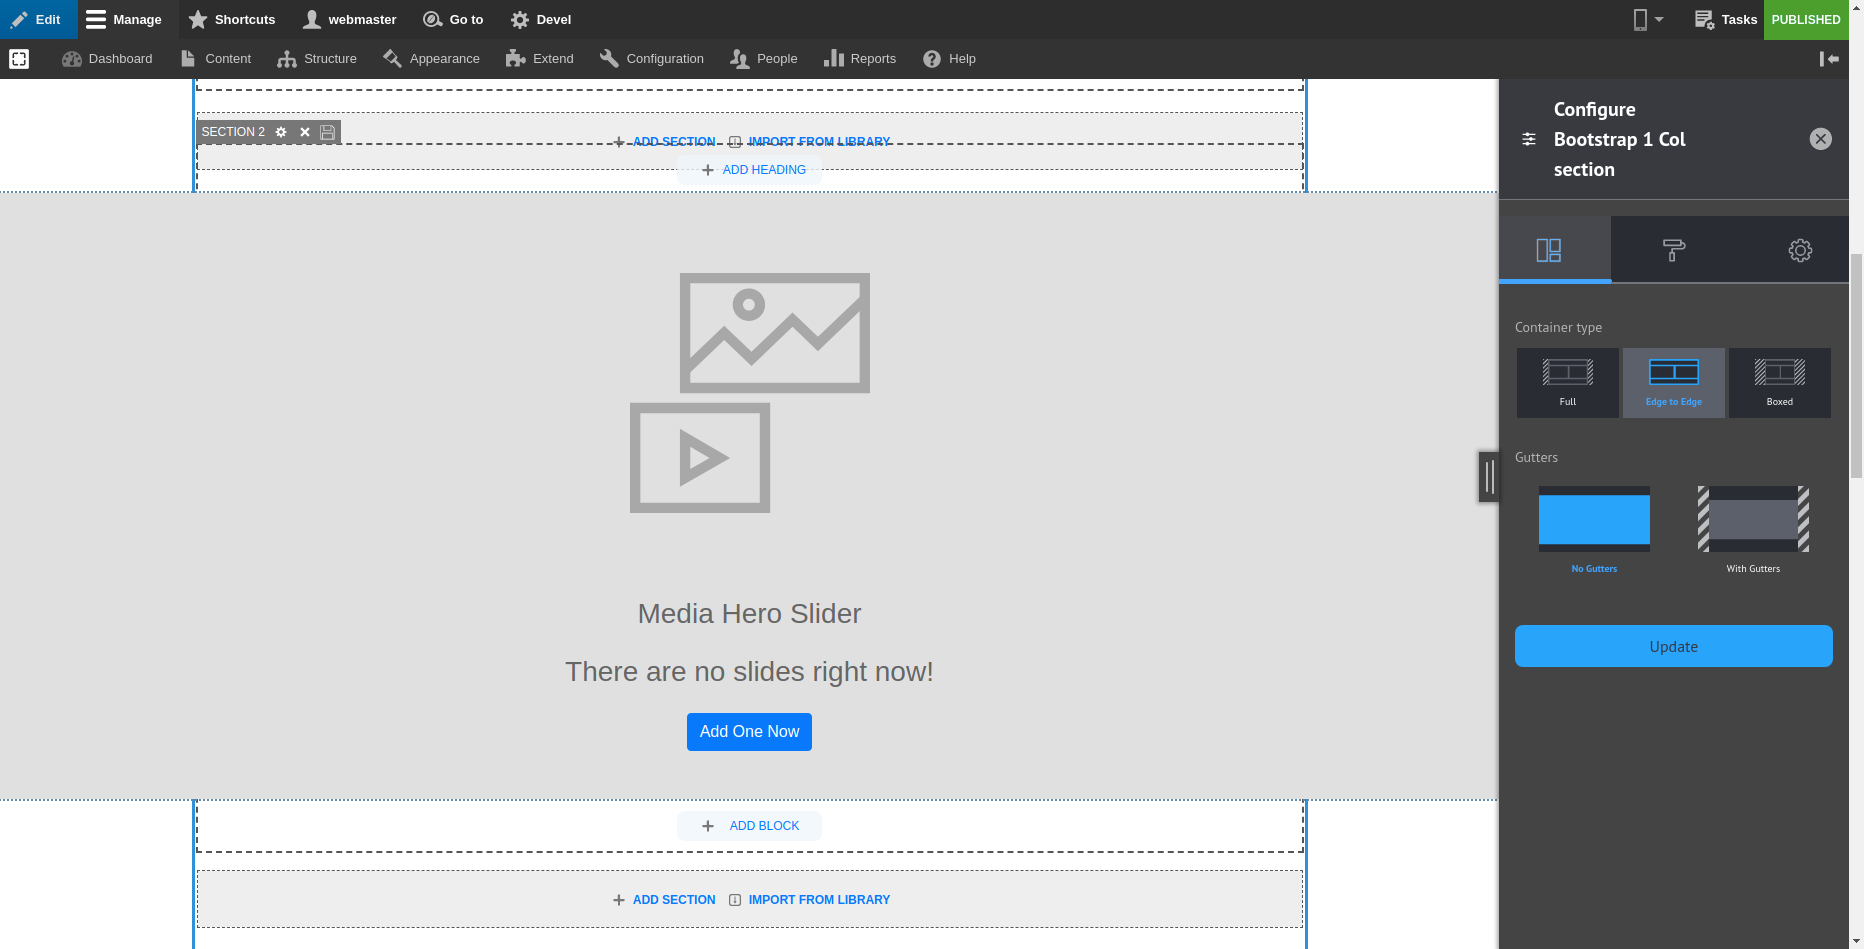 Edit Manage Shortcuts webmaster Go to Devel Tasks PUBLISHED
Dashboard Content Structure Appearance Extend Configuration People Reports Help
SECTION 2
ADD SECTION IMPORT FROM LIBRARY
ADD HEADING
Media Hero Slider
There are no slides right now!
Add One Now
ADD BLOCK
ADD SECTION IMPORT FROM LIBRARY
Configure
Bootstrap 1 Col
section
Container type
Full Edge to Edge Boxed
Gutters
No Gutters With Gutters
Update